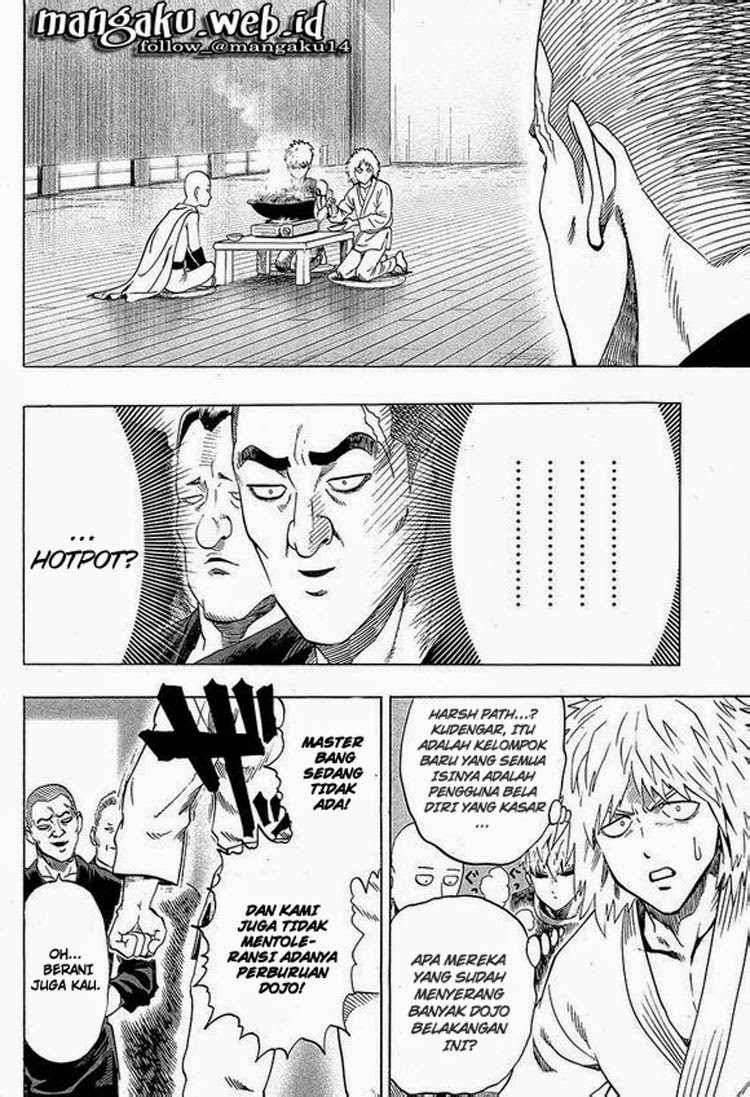 mangaku.web.id
follow_@mangaku14
...
HOTPOT?
HARSH PATH...?
KUDENGAR, ITU
ADALAH KELOMPOK
BARU YANG SEMUA
ISINYA ADALAH
PENGGUNA BELA
DIRI YANG KASAR
...
APA MEREKA
YANG SUDAH
MENYERANG
BANYAK DOJO
BELAKANGAN
INI?
MASTER
BANG
SEDANG
TIDAK
ADA!
DAN KAMI
JUGA TIDAK
MENTOLE-
RANSI ADANYA
PERBURUAN
DOJO!
OH...
BERANI
JUGA KAU.